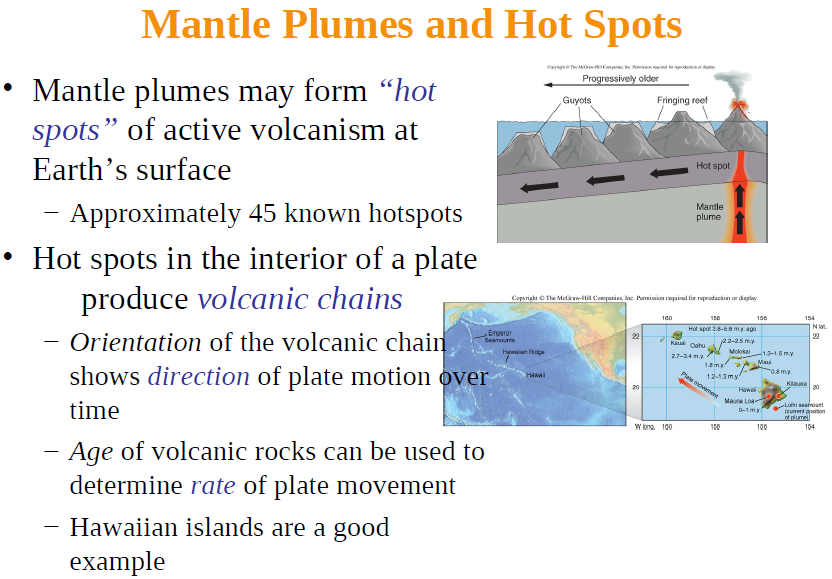 Mantle Plumes and Hot Spots
• Mantle plumes may form “hot
spots” of active volcanism at
Earth’s surface
– Approximately 45 known hotspots
• Hot spots in the interior of a plate
produce volcanic chains
– Orientation of the volcanic chain
shows direction of plate motion over
time
– Age of volcanic rocks can be used to
determine rate of plate movement
– Hawaiian islands are a good
example
Copyright © The McGraw-Hill Companies, Inc. Permission required for reproduction or display
Progressively older
Guyots
Fringing reef
Hot spot
Mantle
plume
Copyright © The McGraw-Hill Companies, Inc. Permission required for reproduction or display
Emperor
Seamounts
Hawaiian Ridge
Hawaii
160 158 156 154
N lat.
22 22
Hot spot 3.8–5.6 m.y. ago
Kauai
Oahu
2.2–2.5 m.y.
2.7–3.4 m.y.
Molokai
1.3–1.5 m.y.
1.8 m.y.
Maui
0.8 m.y.
1.2–1.3 m.y.
Plate movement
20 20
Hawaii
Kilauea
Mauna Loa
0–1 m.y.
Loihi seamount
(current position
of plume)
W long. 160 158 156 154